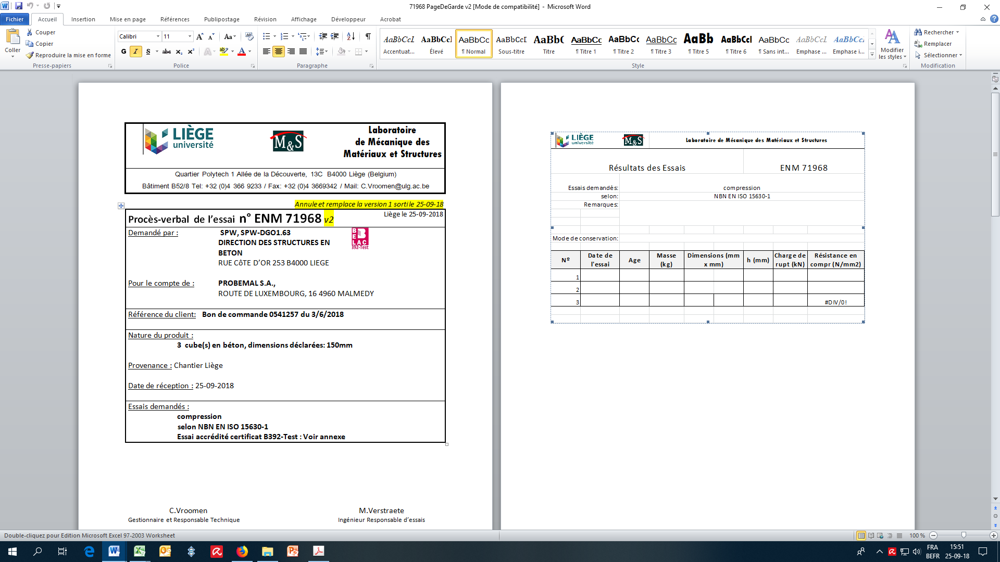 71968 PageDeGarde v2 [Mode de compatibilité] - Microsoft Word
Fichier Accueil Insertion Mise en page Références Publipostage Révision Affichage Développeur Acrobat
Coller
Couper
Copier
Reproduire la mise en forme
Presse-papiers
Calibri 11
G I S abc x₂ x² A
Police
Paragraphe
AaBbCcL AaBbCcI AaBbCc AaBbCcI AaBb( AaBbCc AaBbCc AaBbCc AaBb AaBbCcI AaBbCc AaBbCcL AaBbCcI
Accentuat... Élevé ¶ Normal Sous-titre Titre ¶ Titre 1 ¶ Titre 2 ¶ Titre 3 ¶ Titre 5 ¶ Titre 6 ¶ Sans int... Emphase ... Emphase i...
Style
Modifier les styles
Rechercher
Remplacer
Sélectionner
Modification
LIÈGE université
M&S
Laboratoire
de Mécanique des
Matériaux et Structures
Quartier Polytech 1 Allée de la Découverte, 13C B4000 Liège (Belgium)
Bâtiment B52/8 Tel: +32 (0)4 366 9233 / Fax: +32 (0)4 3669342 / Mail: C.Vroomen@ulg.ac.be
Annule et remplace la version 1 sorti le 25-09-18
Procès-verbal de l’essai n° ENM 71968 v2
Liège le 25-09-2018
Demandé par : SPW, SPW-DGO1.63
DIRECTION DES STRUCTURES EN
BETON
RUE CôTE D’OR 253 B4000 LIEGE
BELAC
392-Test
Pour le compte de : PROBEMAL S.A.,
ROUTE DE LUXEMBOURG, 16 4960 MALMEDY
Référence du client: Bon de commande 0541257 du 3/6/2018
Nature du produit :
3 cube(s) en béton, dimensions déclarées: 150mm
Provenance : Chantier Liège
Date de réception : 25-09-2018
Essais demandés :
compression
selon NBN EN ISO 15630-1
Essai accrédité certificat B392-Test : Voir annexe
C.Vroomen
Gestionnaire et Responsable Technique
M.Verstraete
Ingénieur Responsable d’essais
LIÈGE université
M&S
Laboratoire de Mécanique des Matériaux et Structures
Résultats des Essais ENM 71968
Essais demandés: compression
selon: NBN EN ISO 15630-1
Remarques:
Mode de conservation:
Nº Date de l'essai Age Masse (kg) Dimensions (mm x mm) h (mm) Charge de rupt (kN) Résistance en compr (N/mm2)
1
2
3 #DIV/0!
Double-cliquez pour Edition Microsoft Excel 97-2003 Worksheet
100 %
FRA
BEFR
15:51
25-09-18